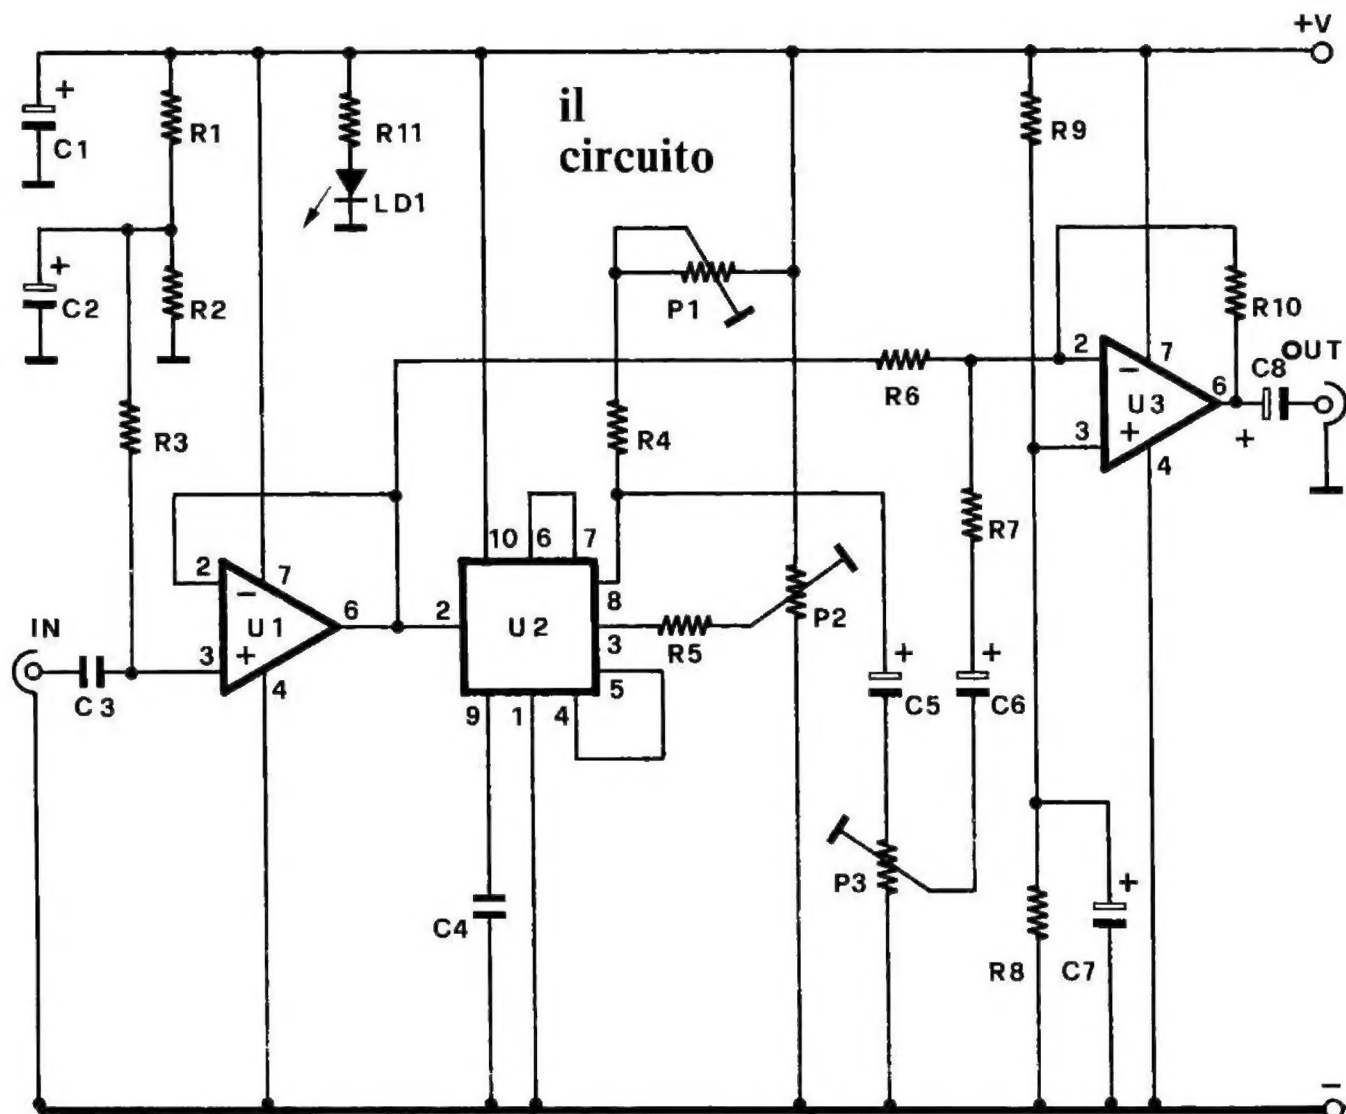 +V
il
circuito
+
C1
R1
R11
LD1
R9
+
C2
R2
P1
R10
R3
R4
R6
2
−
7
U3
6
C8
OUT
3
+
4
+
R7
10
6
7
2
−
7
U1
6
3
+
4
IN
C3
2
U2
8
3
5
9
1
4
R5
P2
+
C5
+
C6
C4
P3
R8
C7
+
−